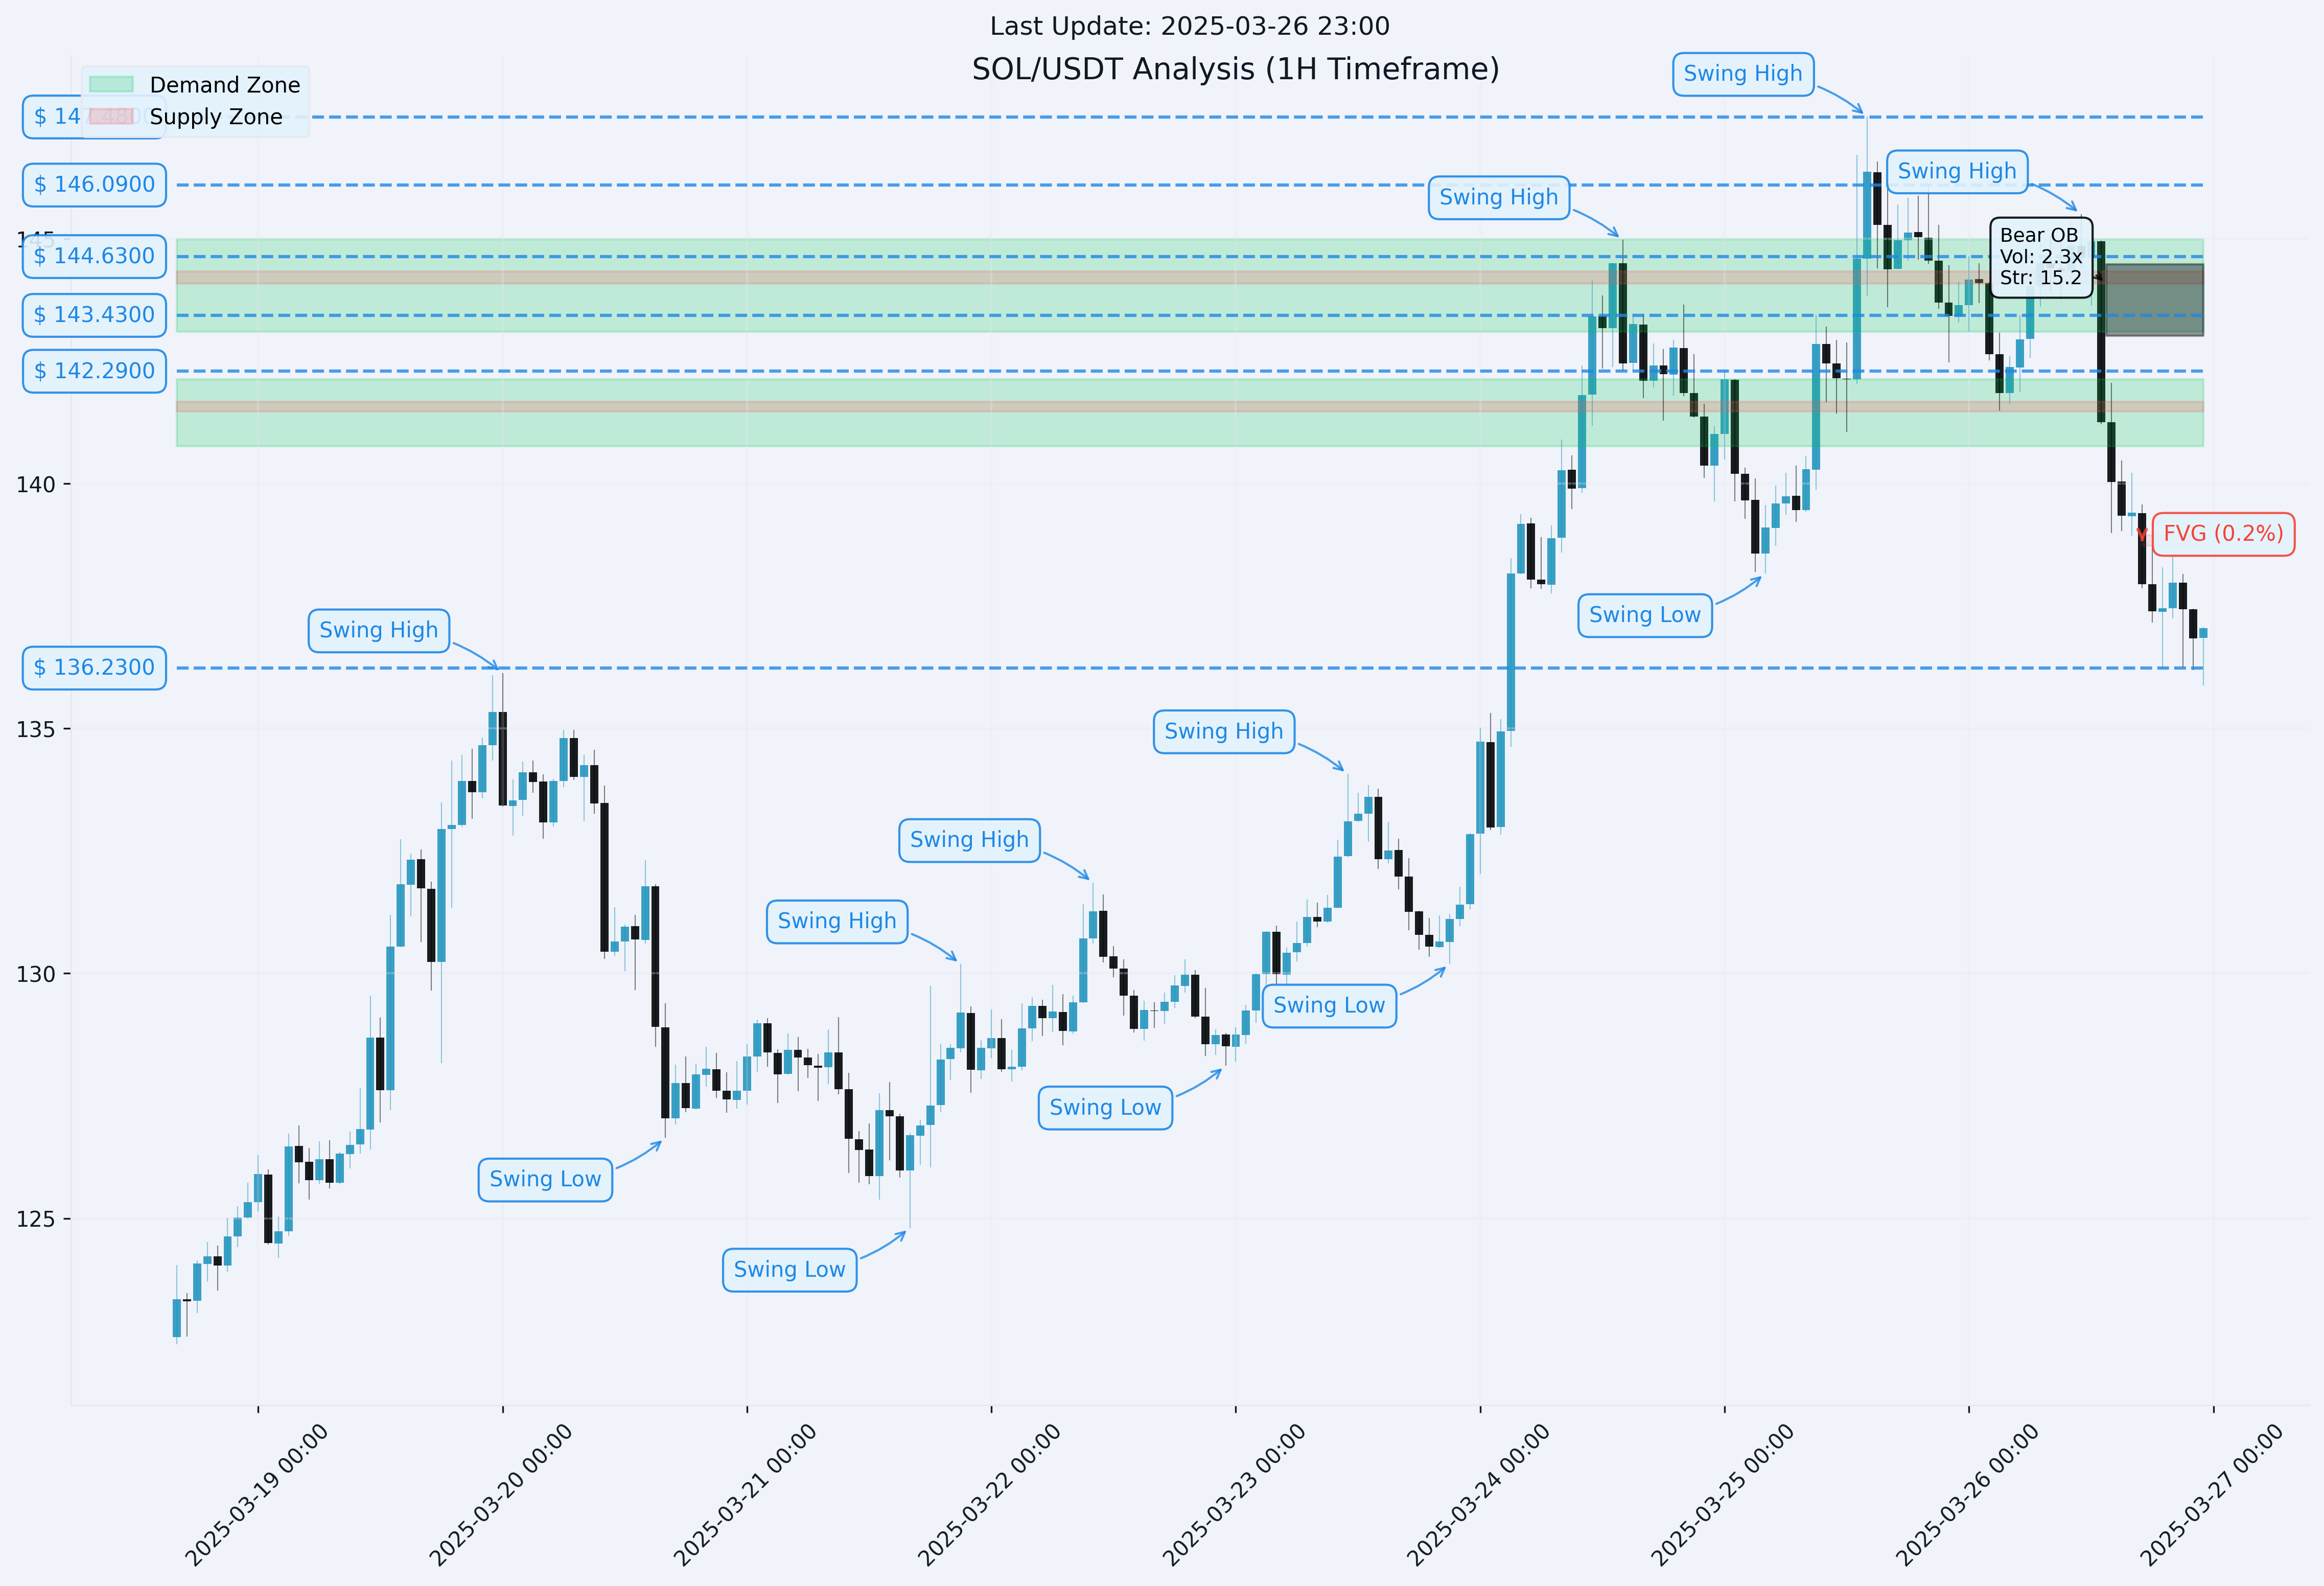 Last Update: 2025-03-26 23:00
SOL/USDT Analysis (1H Timeframe)
Demand Zone
Supply Zone
$ 147.4800
$ 146.0900
145
$ 144.6300
$ 143.4300
$ 142.2900
140
$ 136.2300
135
130
125
Swing High
Swing High
Swing High
Bear OB
Vol: 2.3x
Str: 15.2
FVG (0.2%)
Swing Low
Swing High
Swing High
Swing High
Swing High
Swing Low
Swing Low
Swing Low
Swing Low
2025-03-19 00:00
2025-03-20 00:00
2025-03-21 00:00
2025-03-22 00:00
2025-03-23 00:00
2025-03-24 00:00
2025-03-25 00:00
2025-03-26 00:00
2025-03-27 00:00